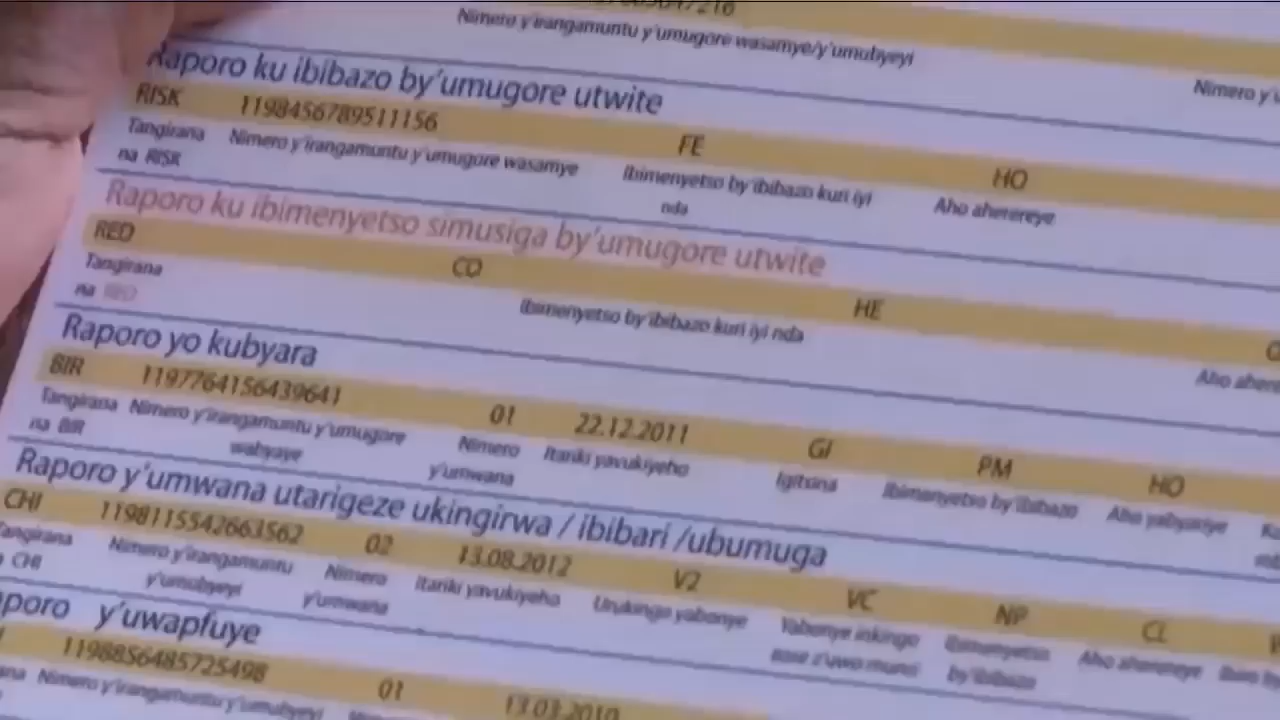 Nimero y'irangamuntu y'umugore wasamye/y'umubyeyi
Nimero
Raporo ku ibibazo by'umugore utwite
RISK 1198456789511156 FE HO
Tangirana Nimero y'irangamuntu y'umugore wasamye Ibimenyetso by'ibibazo kuri iyi Aho aherereye
na RISK nda
Raporo ku ibimenyetso simusiga by'umugore utwite
RED CO HE
Tangirana Ibimenyetso by'ibibazo kuri iyi nda Aho
na RED
Raporo yo kubyara
BIR 1197764156439641 01 22.12.2011 GI PM HO
Tangirana Nimero y'irangamuntu y'umugore Nimero Itariki yavukiyeho Igitsina Ibimenyetso by'ibibazo Aho yabyariye
na BIR wabyaye y'umwana
Raporo y'umwana utarigeze ukingirwa / ibibari /ubumuga
CHI 1198115542663562 02 13.08.2012 V2 VC NP CL
Tangirana Nimero y'irangamuntu Nimero Itariki yavukiyeho Urukingo yabonye Yabonye inkingo Ibimenyetso Aho aherereye
CHI y'umubyeyi y'umwana zose z'uwo munsi by'ibibazo
y'uwapfuye
1198856485725498 01 13.03.2010
Nimero y'irangamuntu y'umubyeyi